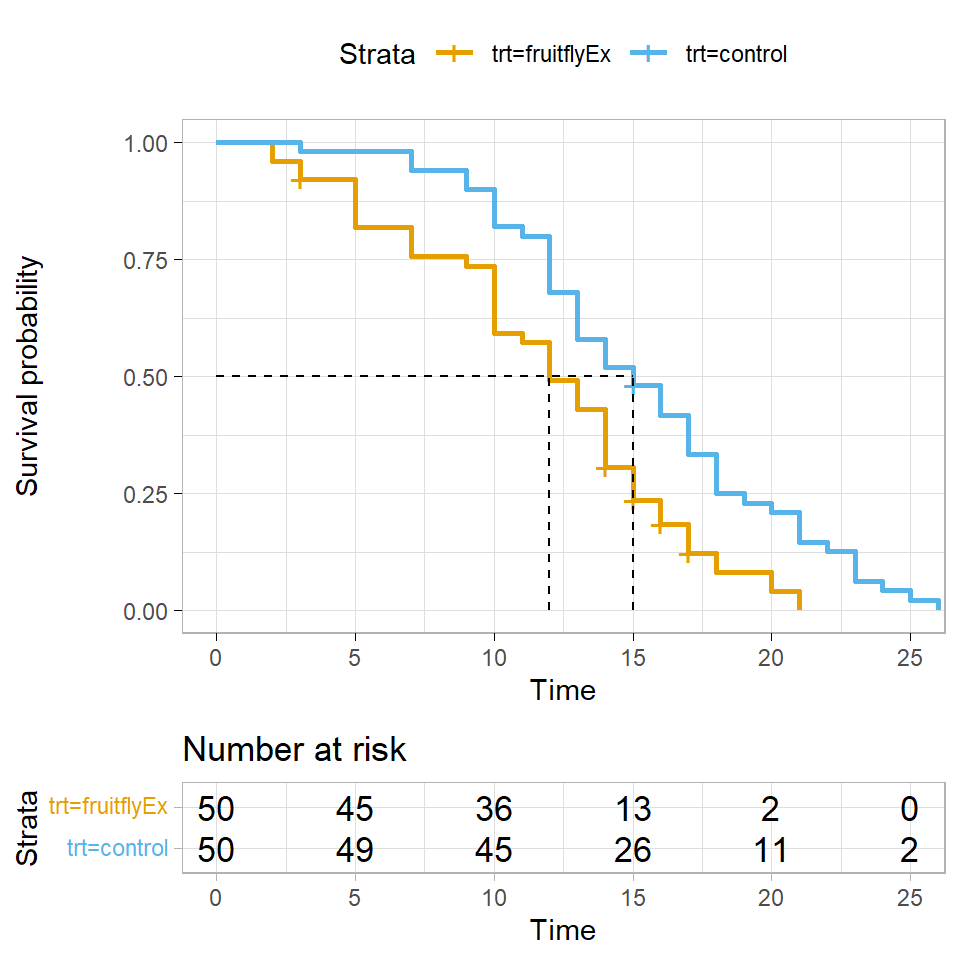 Strata trt=fruitflyEx trt=control
1.00
0.75
0.50
0.25
0.00
Survival probability
0 5 10 15 20 25
Time
Number at risk
Strata
trt=fruitflyEx 50 45 36 13 2 0
trt=control 50 49 45 26 11 2
0 5 10 15 20 25
Time